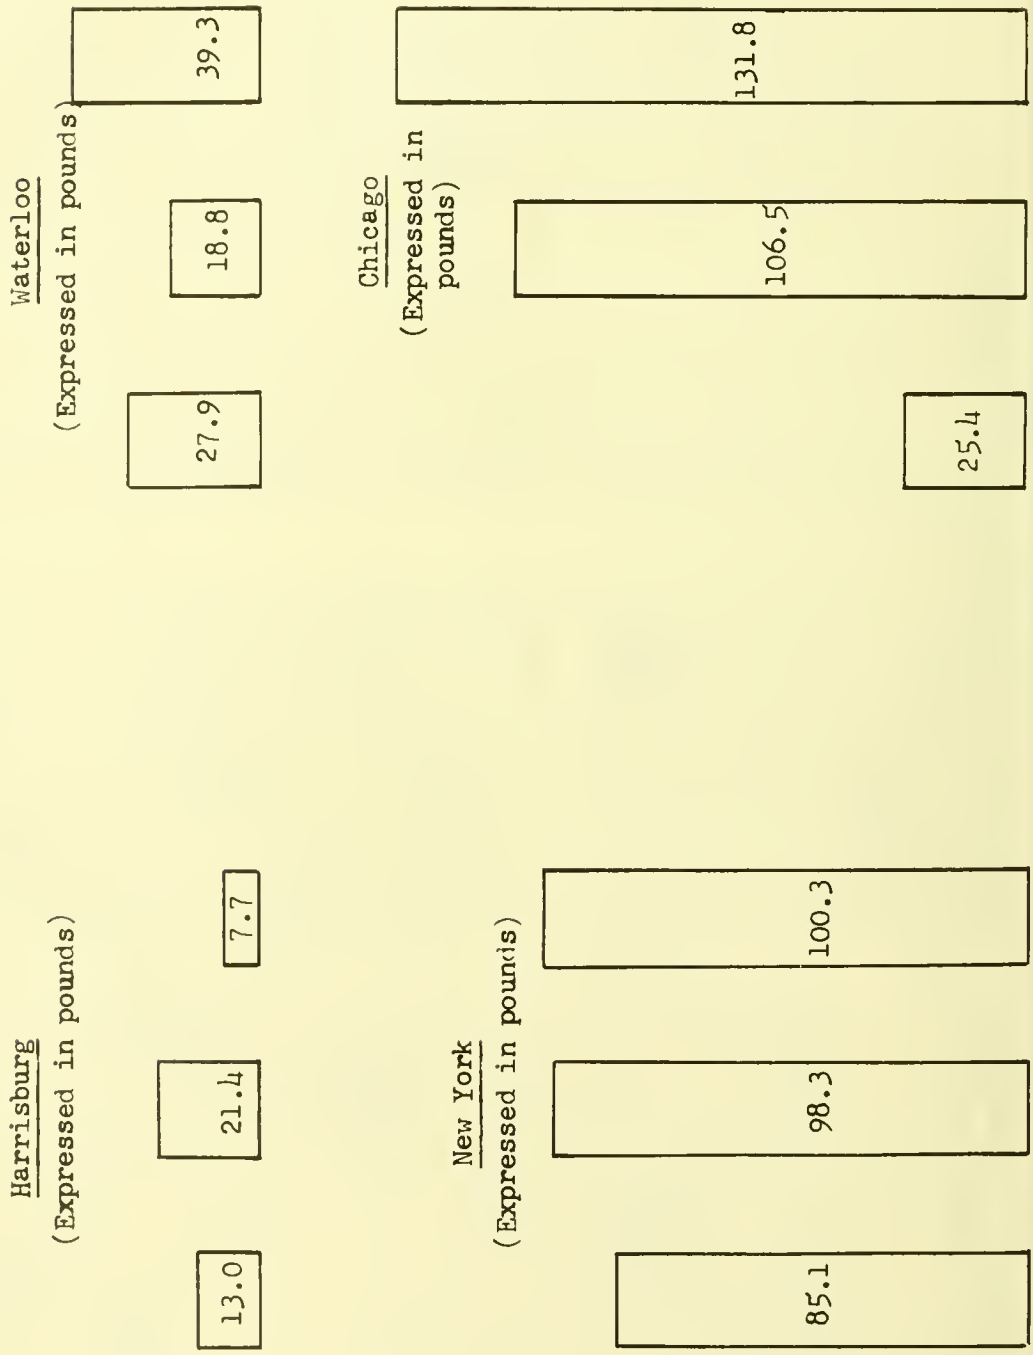 Harrisburg
(Expressed in pounds)
13.0
21.4
7.7
Waterloo
(Expressed in pounds)
27.9
18.8
39.3
New York
(Expressed in pounds)
85.1
98.3
100.3
Chicago
(Expressed in
pounds)
25.4
106.5
131.8